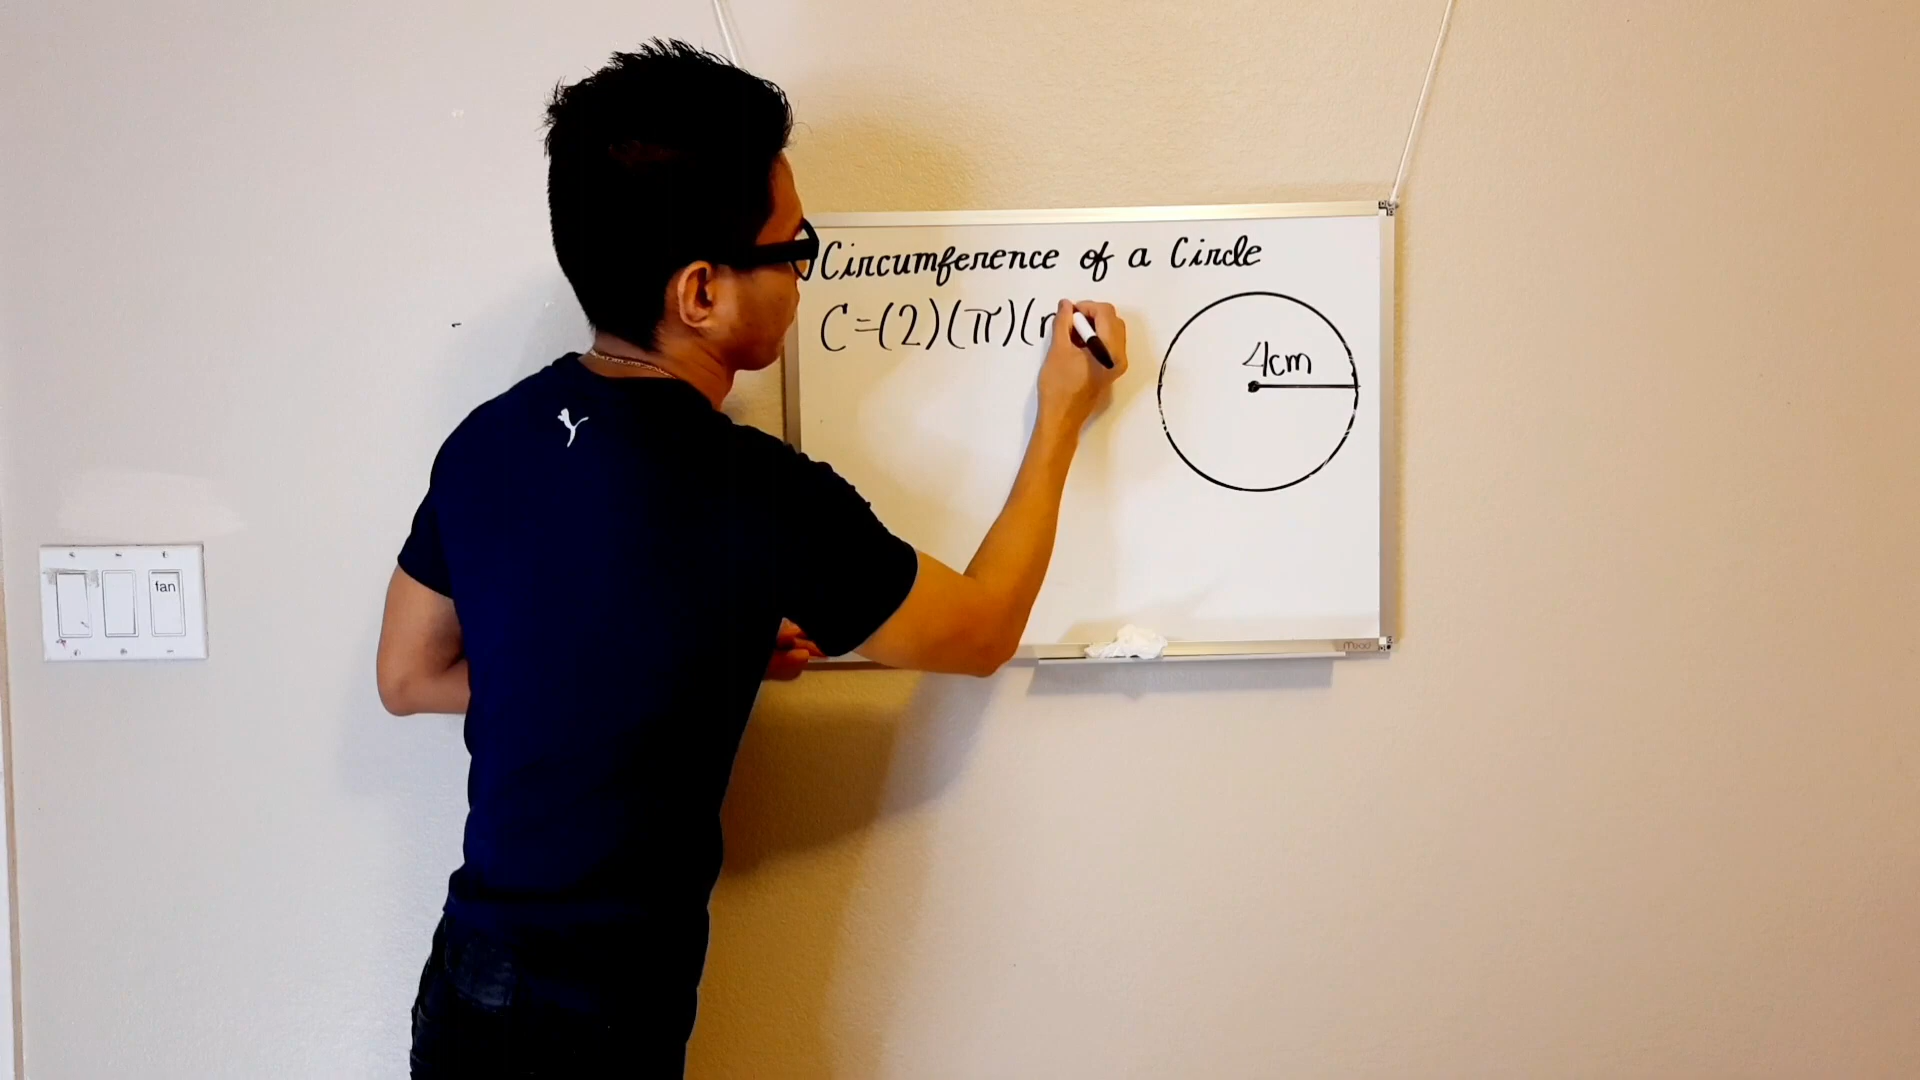 Circumference of a Circle
C=(2)(π)(r
4cm
fan